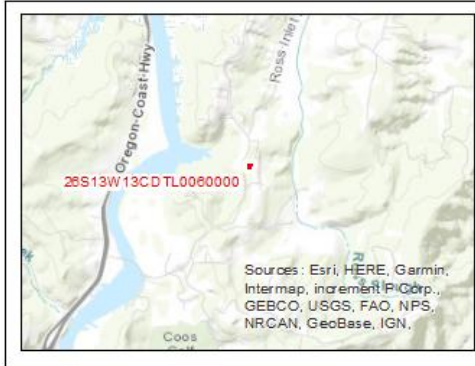 Ross Inlet
Oregon Coast Hwy
26S13W13CDTL0060000
Sources: Esri, HERE, Garmin,
Intermap, increment P Corp.,
GEBCO, USGS, FAO, NPS,
NRCAN, GeoBase, IGN,
Coos